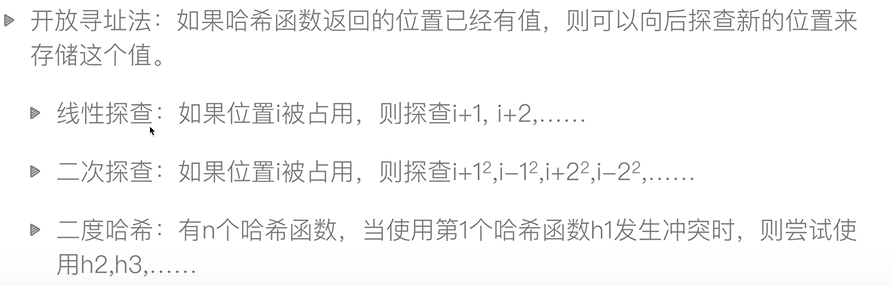 开放寻址法：如果哈希函数返回的位置已经有值，则可以向后探查新的位置来
存储这个值。
线性探查：如果位置i被占用，则探查i+1, i+2,……
二次探查：如果位置i被占用，则探查i+1²,i–1²,i+2²,i–2²,……
二度哈希：有n个哈希函数，当使用第1个哈希函数h1发生冲突时，则尝试使
用h2,h3,……